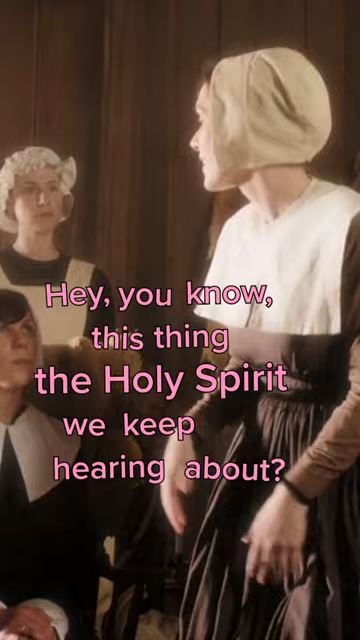 Hey, you know,
this thing
the Holy Spirit
we keep
hearing about?